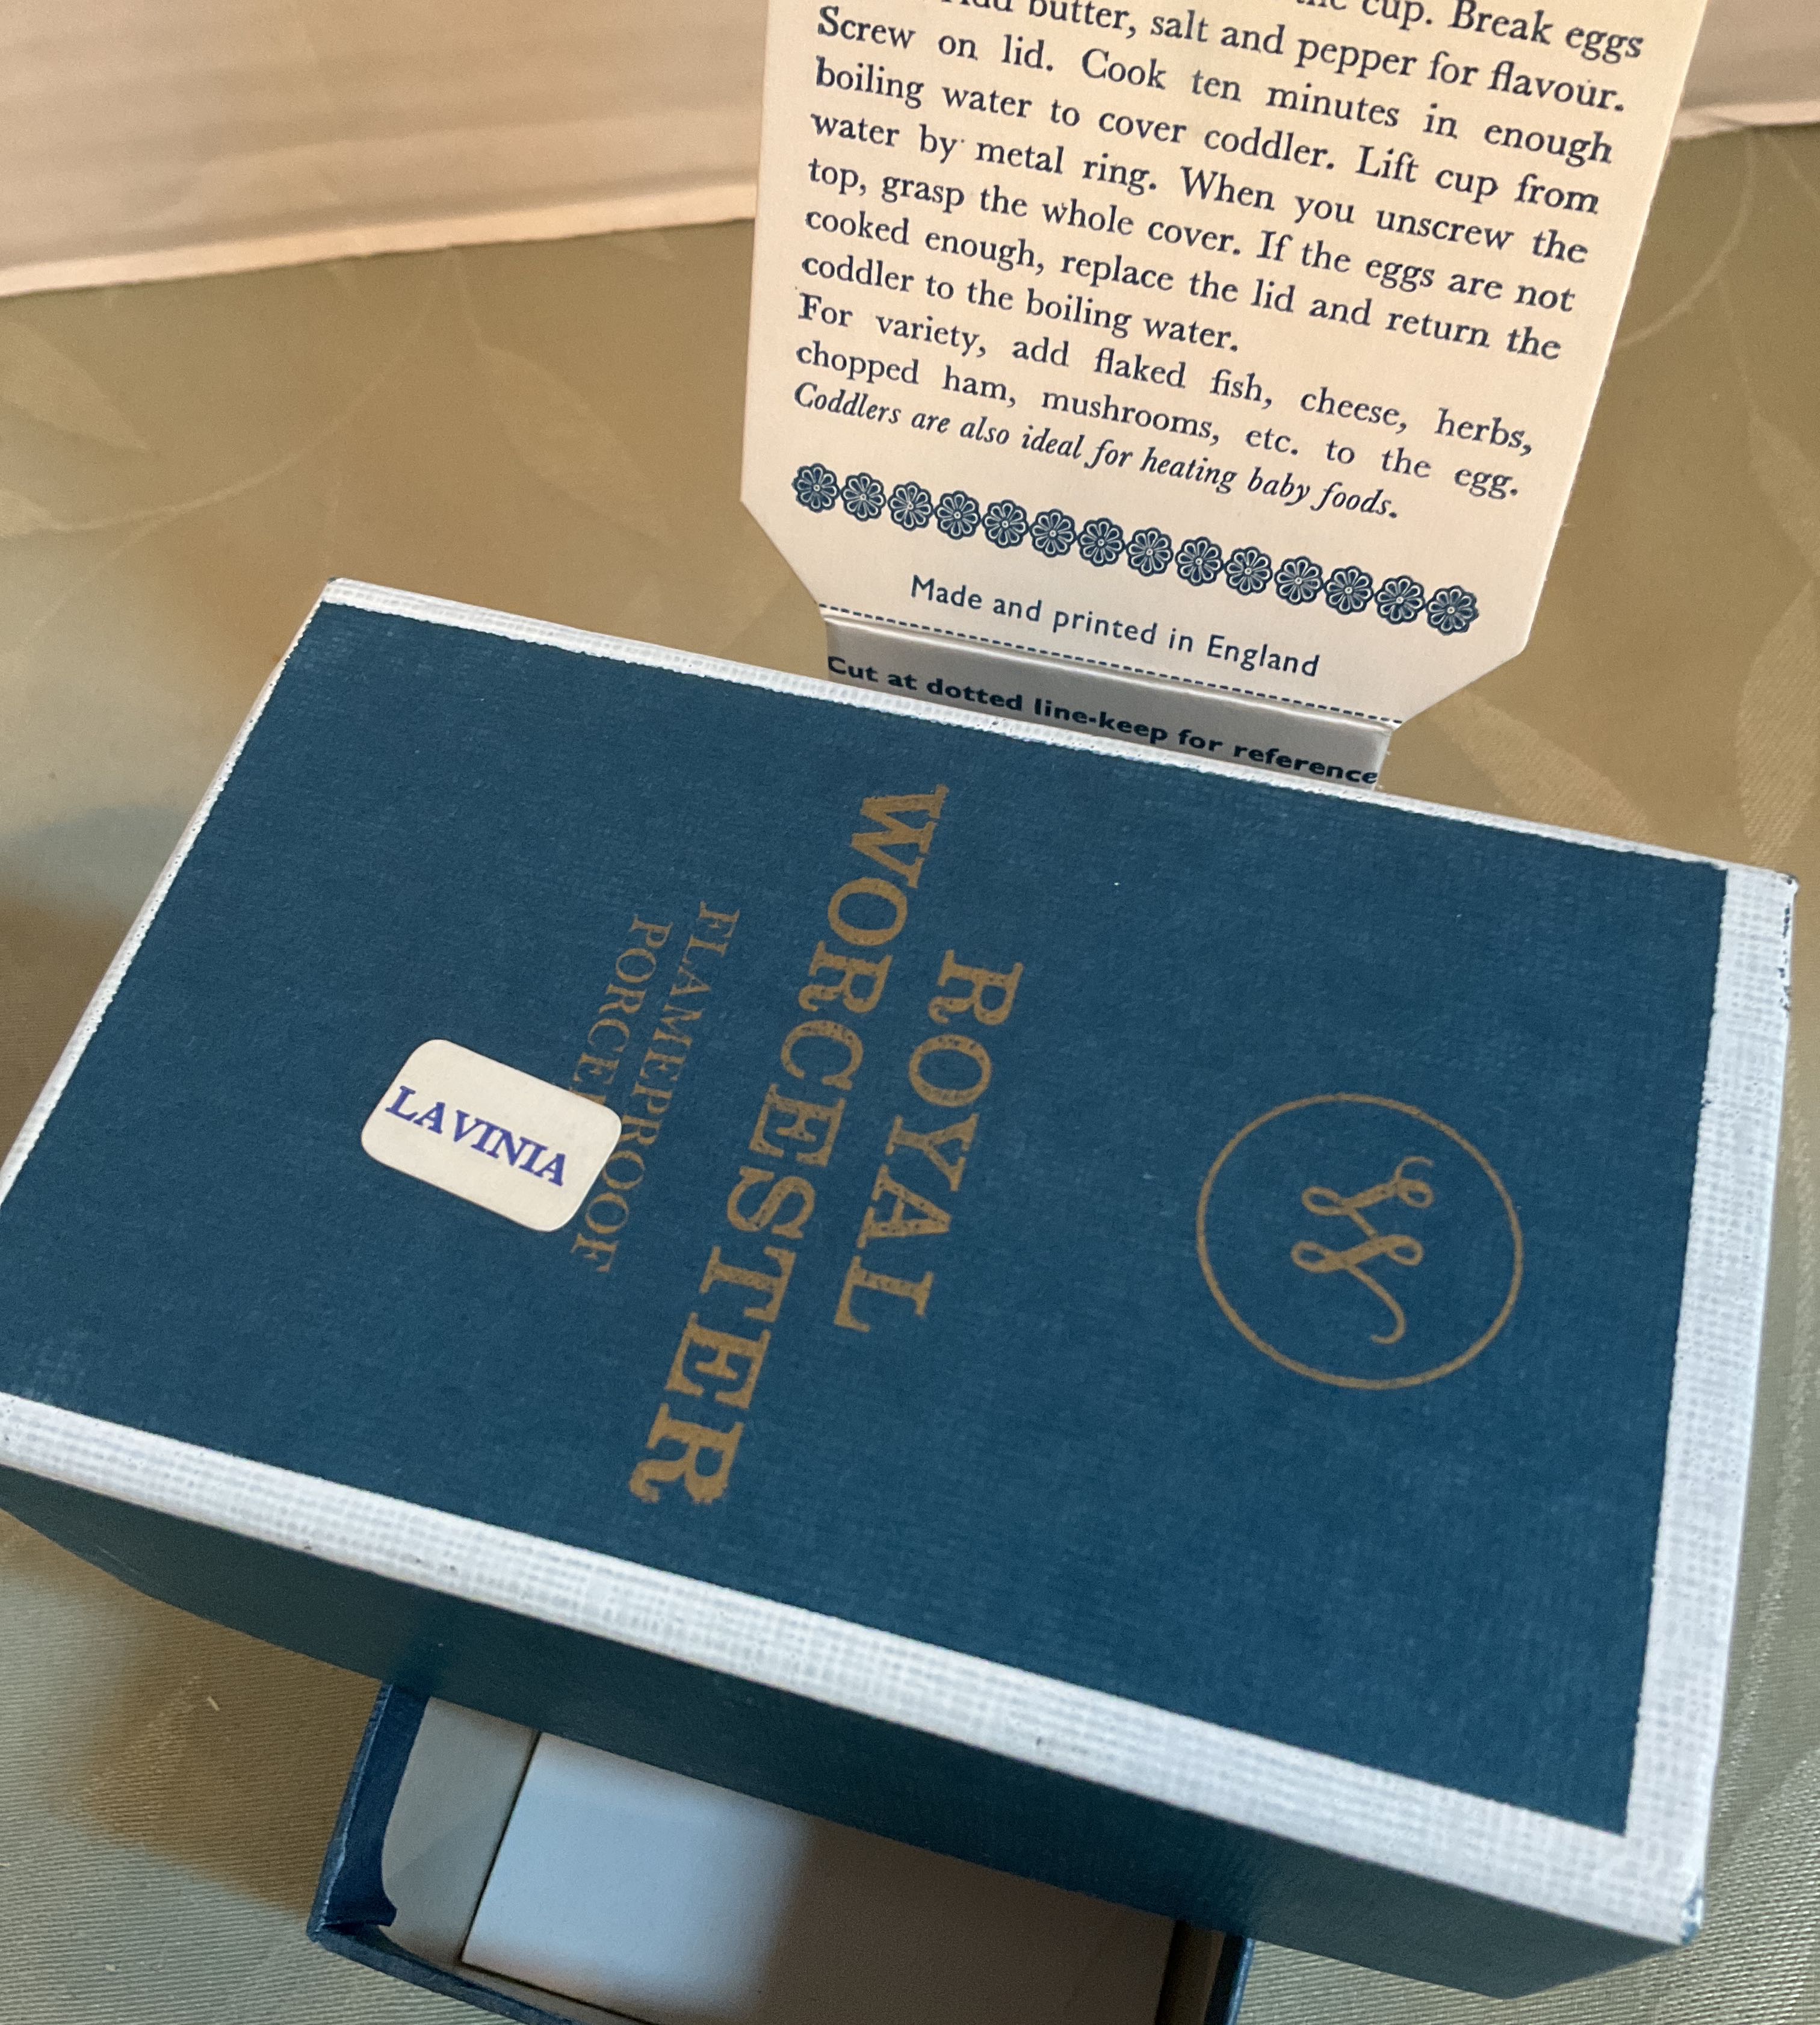 the cup. Break eggs
butter, salt and pepper for flavour.
Screw on lid. Cook ten minutes in enough
boiling water to cover coddler. Lift cup from
water by metal ring. When you unscrew the
top, grasp the whole cover. If the eggs are not
cooked enough, replace the lid and return the
coddler to the boiling water.
For variety, add flaked fish, cheese, herbs,
chopped ham, mushrooms, etc. to the egg.
Coddlers are also ideal for heating baby foods.
Made and printed in England
Cut at dotted line-keep for reference
W
ROYAL
WORCESTER
FLAMEPROOF
LAVINIA